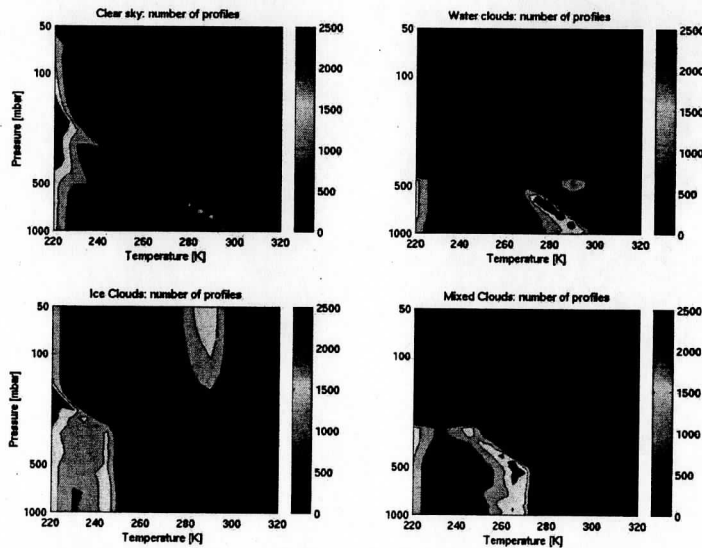 Clear sky: number of profiles
50
100
500
1000
220 240 260 280 300 320
Pressure [mbar]
Temperature [K]
2500
2000
1500
1000
500
0
Water clouds: number of profiles
50
100
500
1000
220 240 260 280 300 320
Temperature [K]
2500
2000
1500
1000
500
0
Ice Clouds: number of profiles
50
100
500
1000
220 240 260 280 300 320
Pressure [mbar]
Temperature [K]
2500
2000
1500
1000
500
0
Mixed Clouds: number of profiles
50
100
500
1000
220 240 260 280 300 320
Temperature [K]
2500
2000
1500
1000
500
0